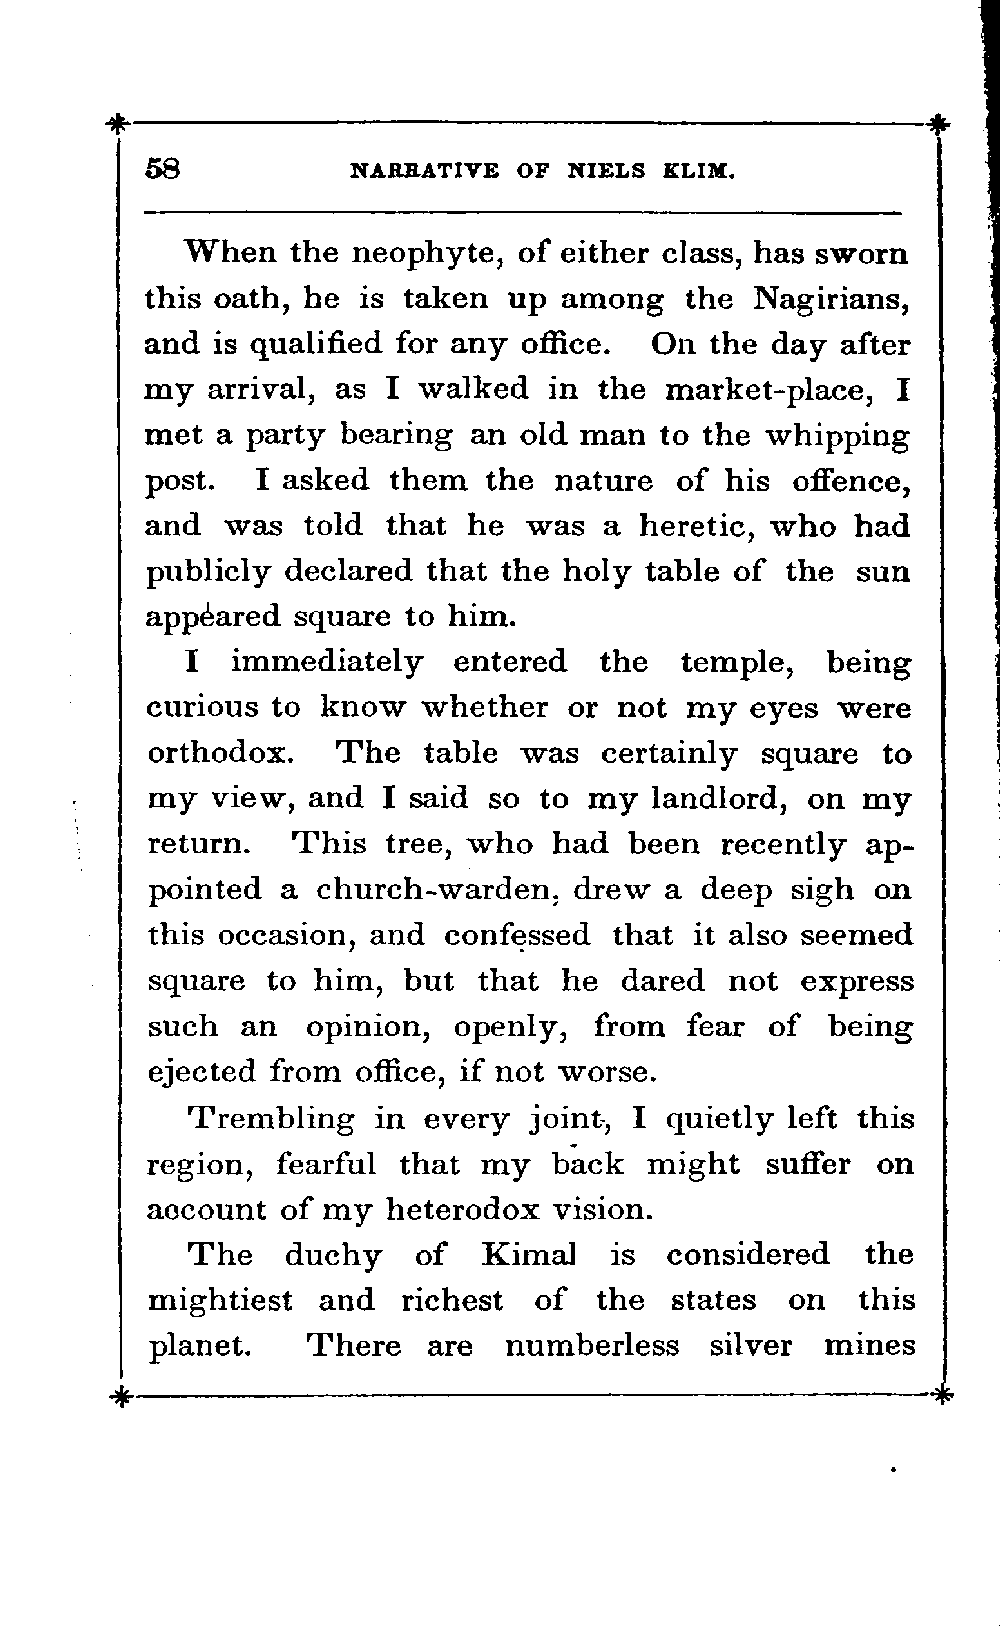 58 NARRATIVE OF NIELS KLIM.
When the neophyte, of either class, has sworn
this oath, he is taken up among the Nagirians,
and is qualified for any office. On the day after
my arrival, as I walked in the market-place, I
met a party bearing an old man to the whipping
post. I asked them the nature of his offence,
and was told that he was a heretic, who had
publicly declared that the holy table of the sun
appeared square to him.
I immediately entered the temple, being
curious to know whether or not my eyes were
orthodox. The table was certainly square to
my view, and I said so to my landlord, on my
return. This tree, who had been recently ap-
pointed a church-warden, drew a deep sigh on
this occasion, and confessed that it also seemed
square to him, but that he dared not express
such an opinion, openly, from fear of being
ejected from office, if not worse.
Trembling in every joint, I quietly left this
region, fearful that my back might suffer on
account of my heterodox vision.
The duchy of Kimal is considered the
mightiest and richest of the states on this
planet. There are numberless silver mines